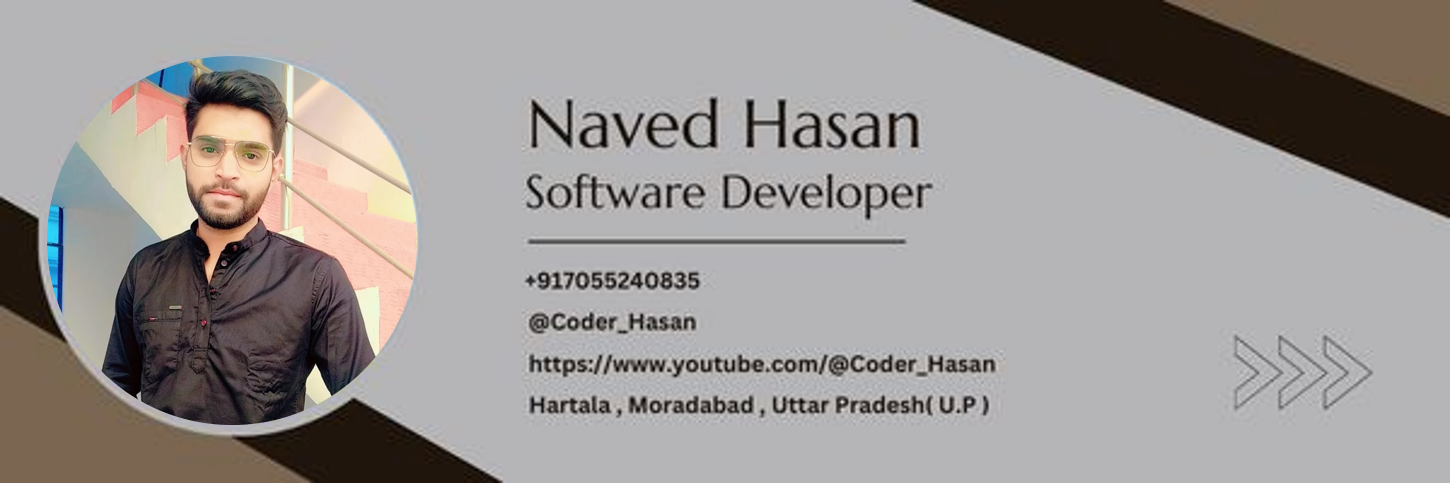 Naved Hasan
Software Developer
+917055240835
@Coder_Hasan
https://www.youtube.com/@Coder_Hasan
Hartala , Moradabad , Uttar Pradesh( U.P )